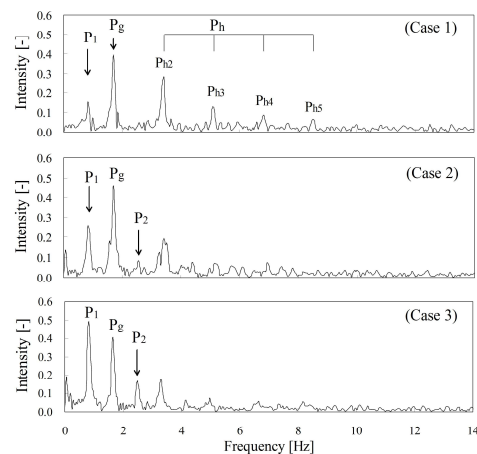 Intensity [-]
0.6
0.5
0.4
0.3
0.2
0.1
0.0
P1
Pg
Ph
Ph2
Ph3
Ph4
Ph5
(Case 1)
Intensity [-]
0.6
0.5
0.4
0.3
0.2
0.1
0.0
P1
Pg
P2
(Case 2)
Intensity [-]
0.6
0.5
0.4
0.3
0.2
0.1
0.0
P1
Pg
P2
(Case 3)
0 2 4 6 8 10 12 14
Frequency [Hz]